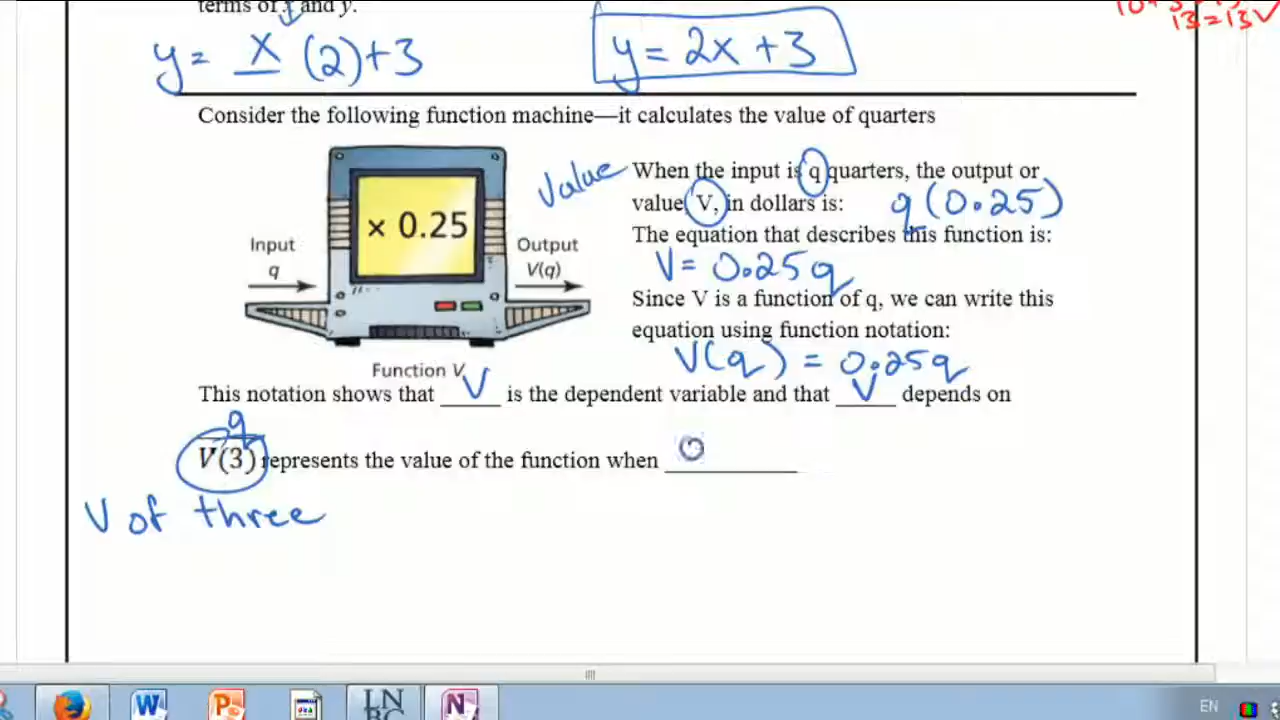 terms of x and y.
13 = 13 ✓
y = x (2) + 3
y = 2x + 3
Consider the following function machine—it calculates the value of quarters
× 0.25
Input
q
Output
V(q)
Function V
Value
When the input is q quarters, the output or
value V, in dollars is: q(0.25)
The equation that describes this function is:
V = 0.25q
Since V is a function of q, we can write this
equation using function notation:
V(q) = 0.25q
This notation shows that V is the dependent variable and that V depends on
q
V(3) represents the value of the function when ________
V of three
LN
EN